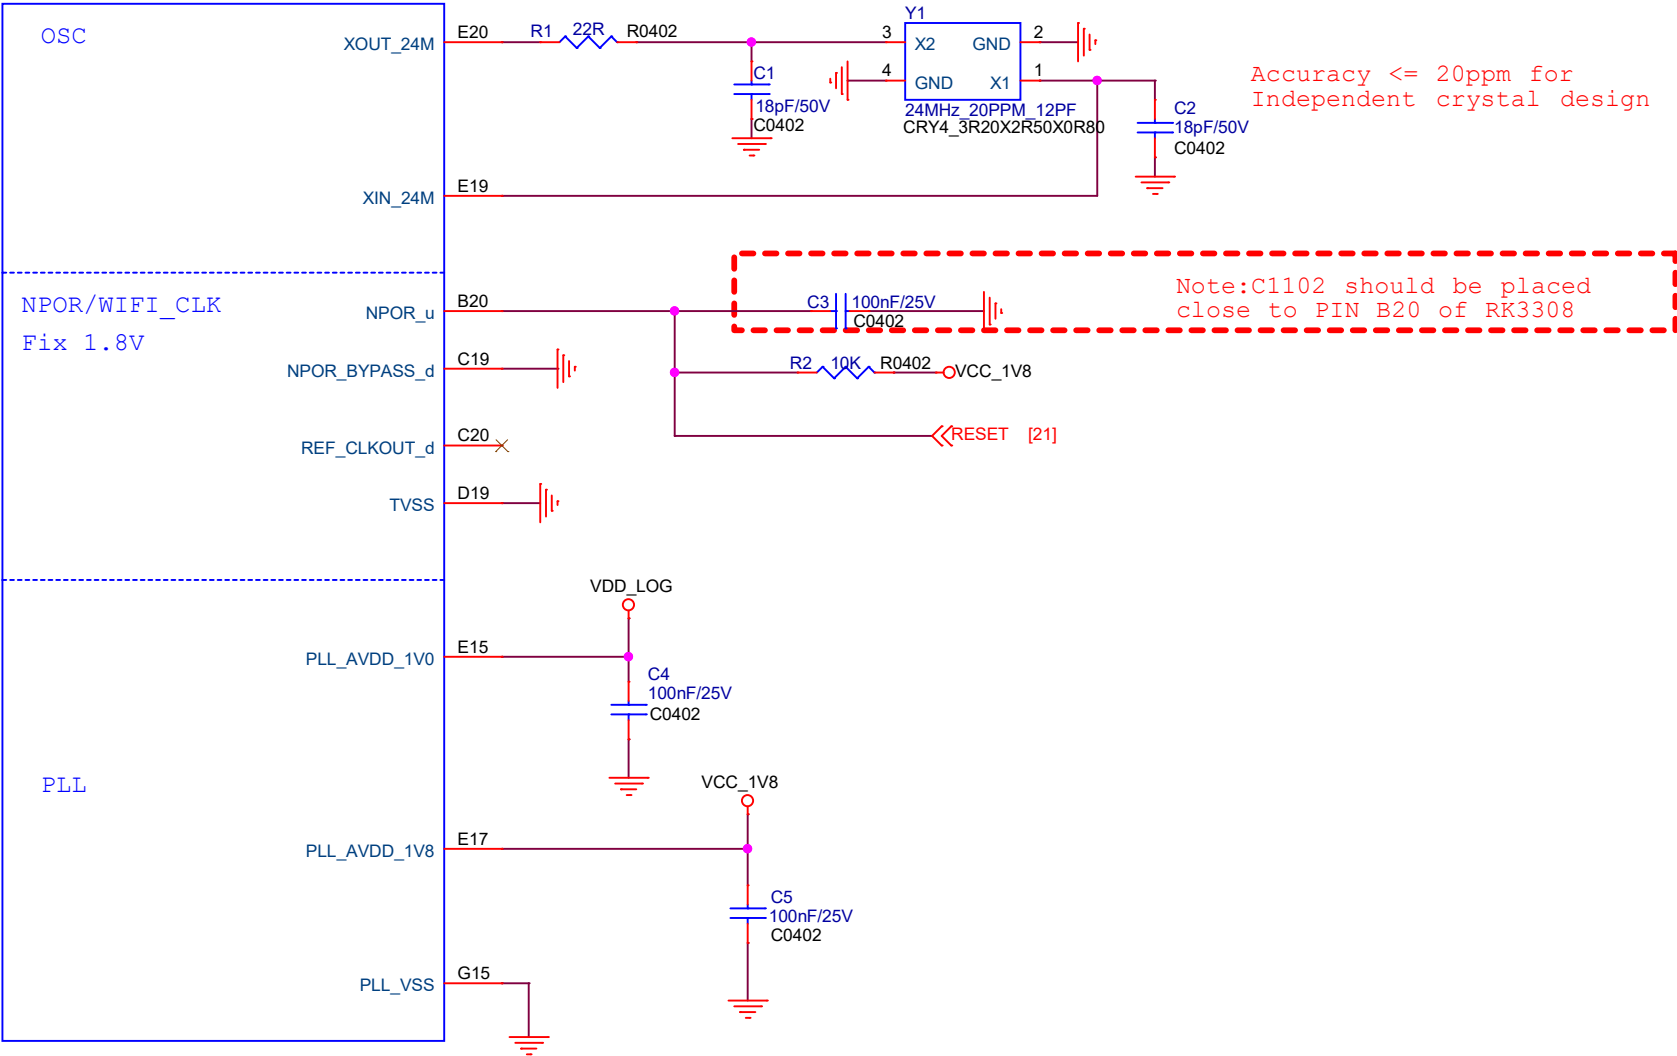 OSC
XOUT_24M
E20
R1
22R
R0402
C1
18pF/50V
C0402
Y1
3
X2
GND
2
4
GND
X1
1
24MHz_20PPM_12PF
CRY4_3R20X2R50X0R80
Accuracy <= 20ppm for
Independent crystal design
C2
18pF/50V
C0402
XIN_24M
E19
NPOR/WIFI_CLK
Fix 1.8V
NPOR_u
B20
C3
100nF/25V
C0402
Note:C1102 should be placed
close to PIN B20 of RK3308
NPOR_BYPASS_d
C19
R2
10K
R0402
VCC_1V8
REF_CLKOUT_d
C20
RESET
[21]
TVSS
D19
VDD_LOG
PLL_AVDD_1V0
E15
C4
100nF/25V
C0402
PLL
VCC_1V8
PLL_AVDD_1V8
E17
C5
100nF/25V
C0402
PLL_VSS
G15